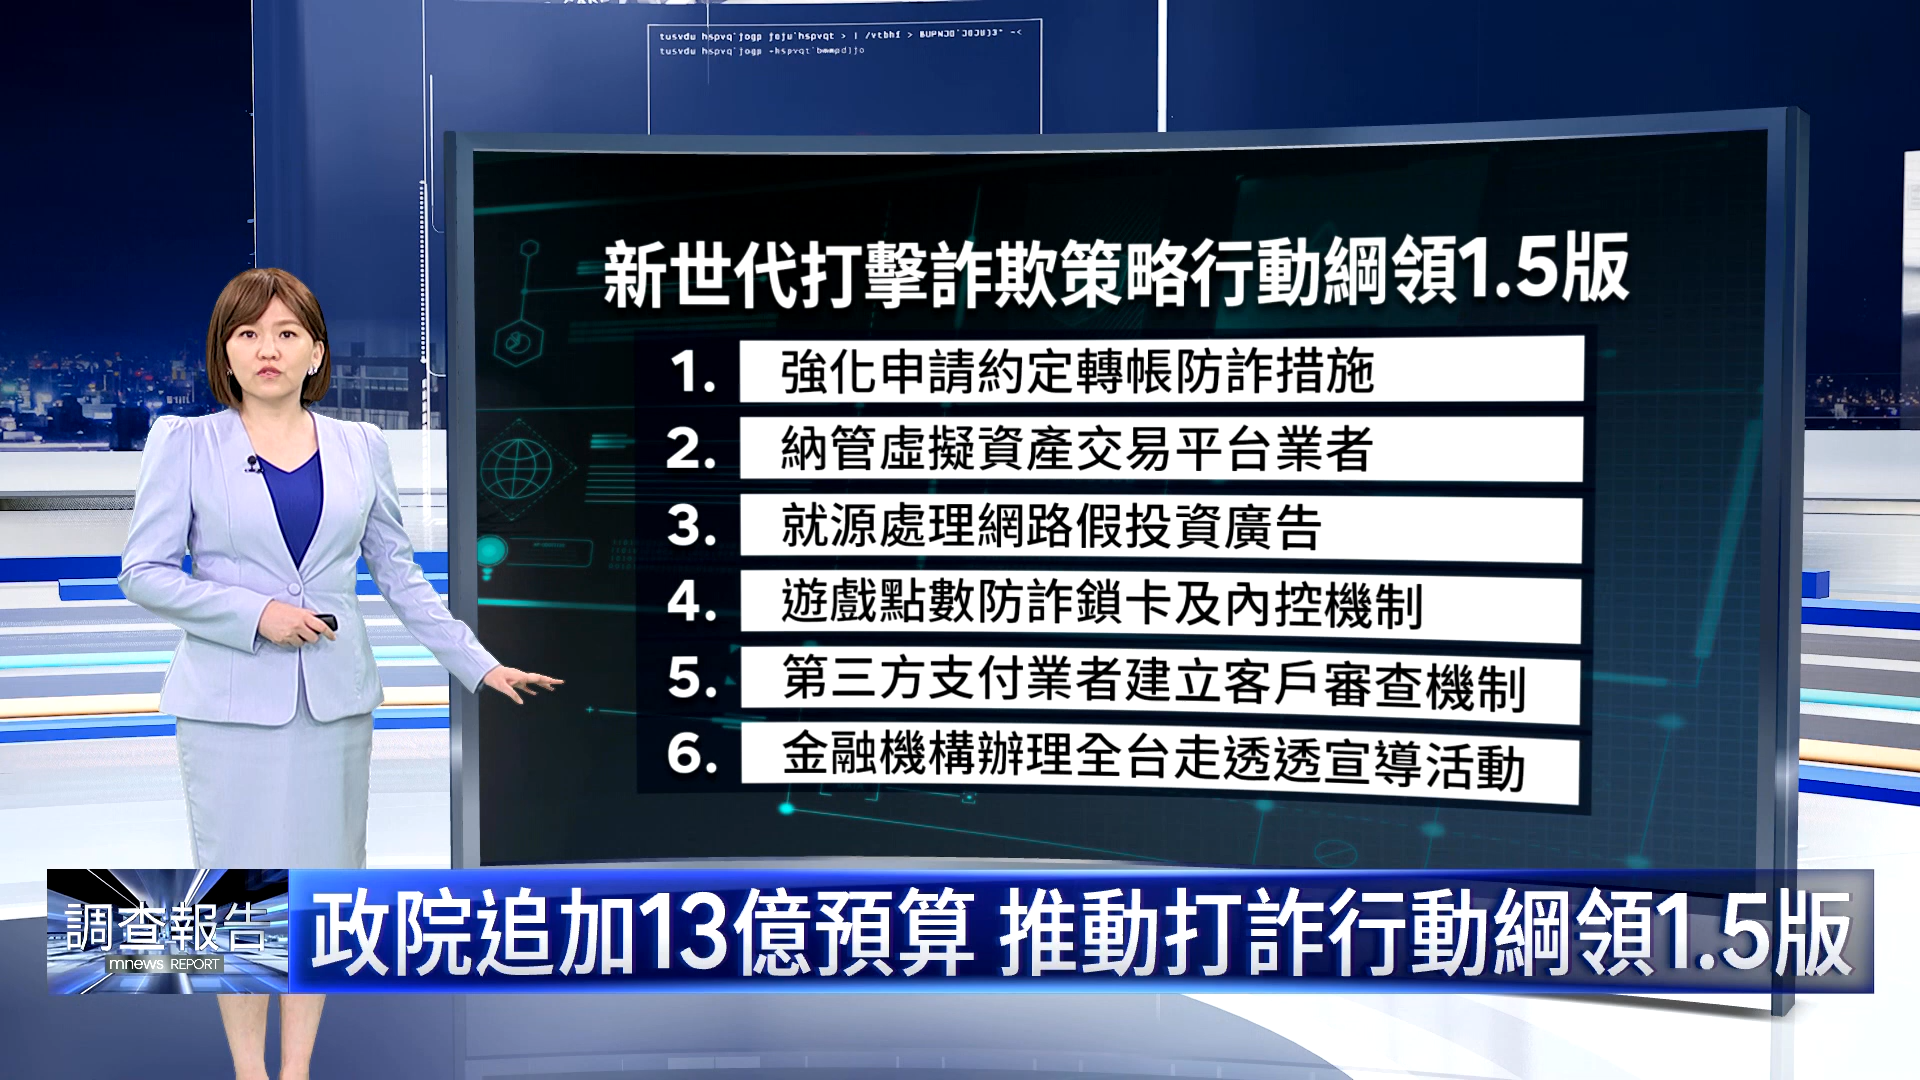 新世代打擊詐欺策略行動綱領1.5版
1. 強化申請約定轉帳防詐措施
2. 納管虛擬資產交易平台業者
3. 就源處理網路假投資廣告
4. 遊戲點數防詐鎖卡及內控機制
5. 第三方支付業者建立客戶審查機制
6. 金融機構辦理全台走透透宣導活動
調查報告
mnews REPORT
政院追加13億預算 推動打詐行動綱領1.5版